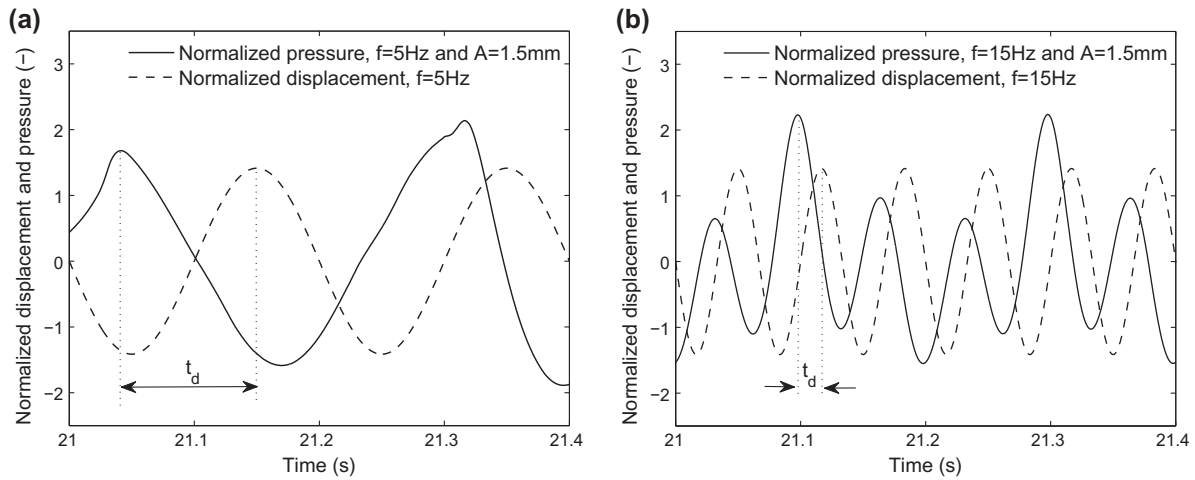 (a)
Normalized displacement and pressure (−)
Normalized pressure, f=5Hz and A=1.5mm
Normalized displacement, f=5Hz
3
2
1
0
−1
−2
t_d
21
21.1
21.2
21.3
21.4
Time (s)
(b)
Normalized displacement and pressure (−)
Normalized pressure, f=15Hz and A=1.5mm
Normalized displacement, f=15Hz
3
2
1
0
−1
−2
t_d
21
21.1
21.2
21.3
21.4
Time (s)